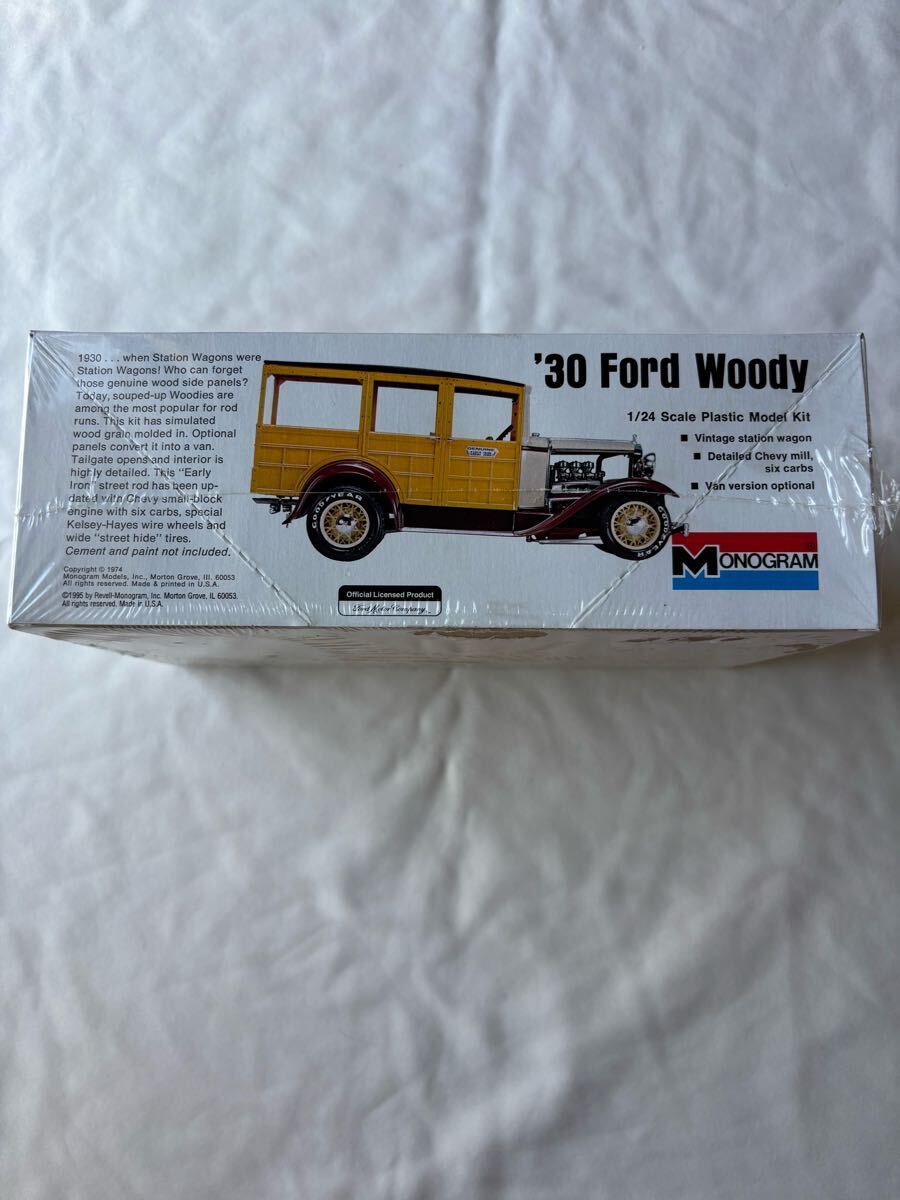 1930 . . . when Station Wagons were
Station Wagons! Who can forget
those genuine wood side panels?
Today, souped-up Woodies are
among the most popular for rod
runs. This kit has simulated
wood grain molded in. Optional
panels convert it into a van.
Tailgate opens and interior is
highly detailed. This "Early
Iron" street rod has been up-
dated with Chevy small-block
engine with six carbs, special
Kelsey-Hayes wire wheels and
wide "street hide" tires.
Cement and paint not included.
Copyright © 1974
Monogram Models, Inc., Morton Grove, Ill. 60053
All rights reserved. Made & printed in U.S.A.
©1995 by Revell-Monogram, Inc. Morton Grove, IL 60053.
All rights reserved. Made in U.S.A.
GENUINE
EARLY IRON
GOODYEAR
GOODYEAR
Official Licensed Product
Ford Motor Company
'30 Ford Woody
1/24 Scale Plastic Model Kit
■ Vintage station wagon
■ Detailed Chevy mill,
six carbs
■ Van version optional
MONOGRAM